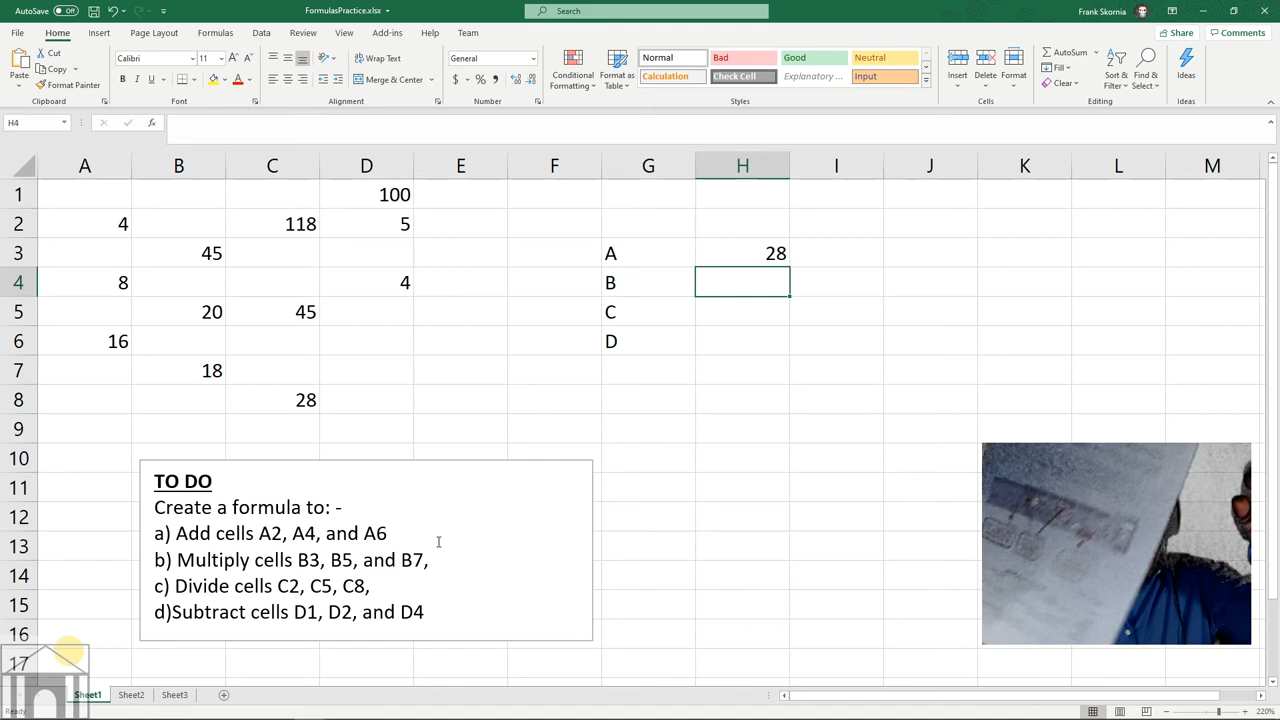 AutoSave Off FormulasPractice.xlsx Search Frank Skornia
File Home Insert Page Layout Formulas Data Review View Add-ins Help Team Share Comments
Paste Cut Copy Format Painter Clipboard
Calibri 11 B I U Font
Alignment Merge & Center
General $ % Number
Conditional Formatting Format as Table Normal Bad Good Neutral Calculation Check Cell Explanatory ... Input Styles
Insert Delete Format Cells
AutoSum Fill Clear Sort & Filter Find & Select Editing
Ideas Ideas
H4 fx
A B C D E F G H I J K L M
1 100
2 4 118 5
3 45 A 28
4 8 4 B
5 20 45 C
6 16 D
7 18
8 28
9
10
11
12
13
14
15
16
17
TO DO
Create a formula to: -
a) Add cells A2, A4, and A6
b) Multiply cells B3, B5, and B7,
c) Divide cells C2, C5, C8,
d)Subtract cells D1, D2, and D4
Sheet1 Sheet2 Sheet3
Ready 220%